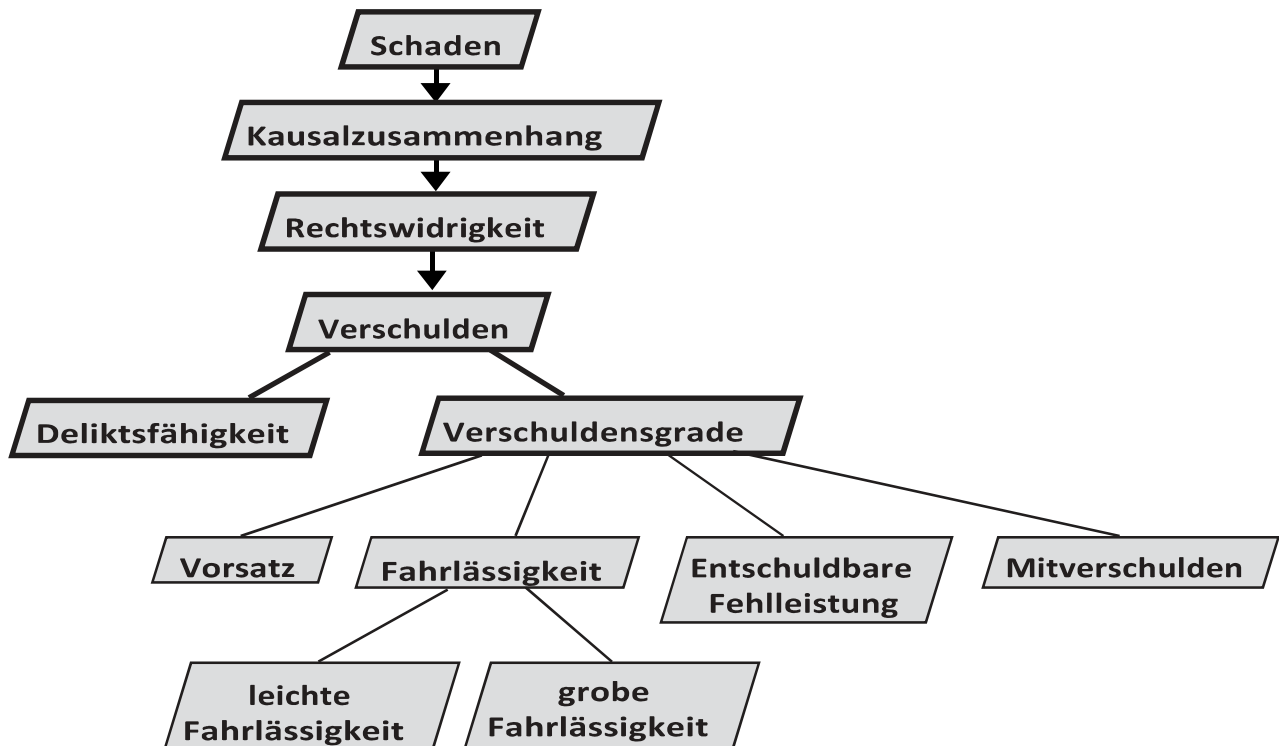 Schaden
Kausalzusammenhang
Rechtswidrigkeit
Verschulden
Deliktsfähigkeit
Verschuldensgrade
Vorsatz
Fahrlässigkeit
Entschuldbare
Fehlleistung
Mitverschulden
leichte
Fahrlässigkeit
grobe
Fahrlässigkeit